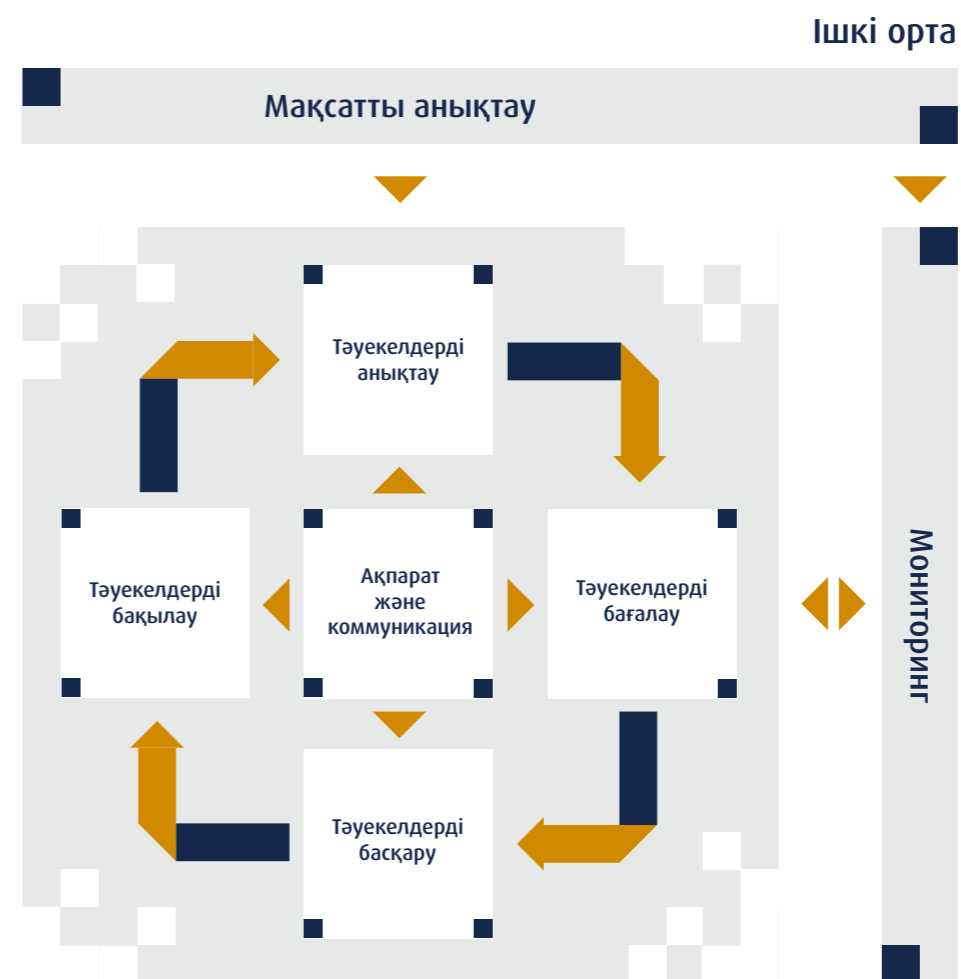 Ішкі орта
Мақсатты анықтау
Тәуекелдерді
анықтау
Тәуекелдерді
бақылау
Ақпарат
және
коммуникация
Тәуекелдерді
бағалау
Мониторинг
Тәуекелдерді
басқару